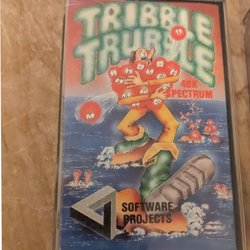 TRIBBLE
TRUBBLE
48K
SPECTRUM
SOFTWARE
PROJECTS